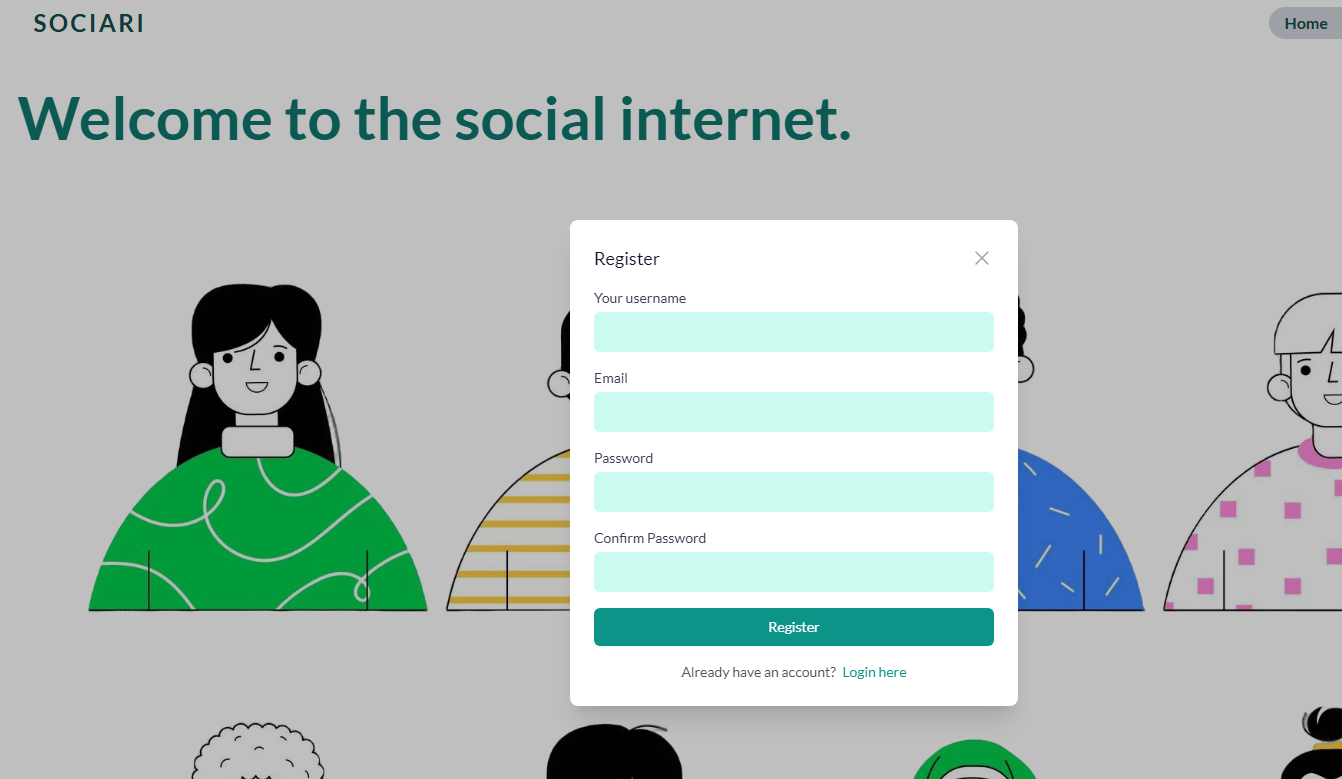 SOCIARI
Home
Welcome to the social internet.
Register
Your username
Email
Password
Confirm Password
Register
Already have an account? Login here